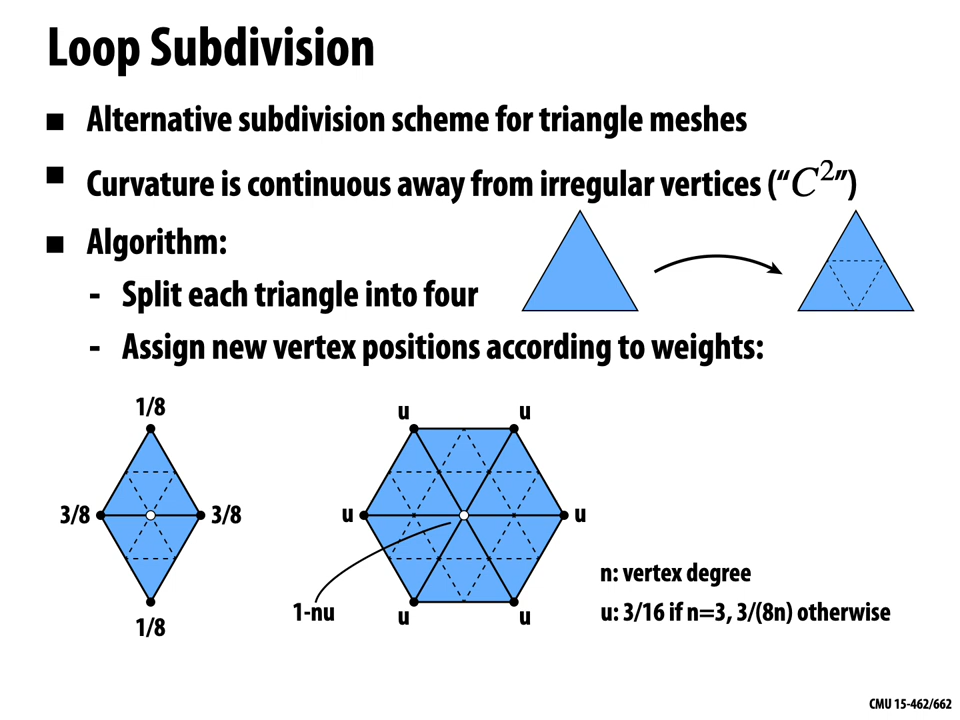 Loop Subdivision
■ Alternative subdivision scheme for triangle meshes
■ Curvature is continuous away from irregular vertices (“C²”)
■ Algorithm:
- Split each triangle into four
- Assign new vertex positions according to weights:
1/8
3/8
3/8
1/8
u
u
u
u
1-nu
u
u
n: vertex degree
u: 3/16 if n=3, 3/(8n) otherwise
CMU 15-462/662